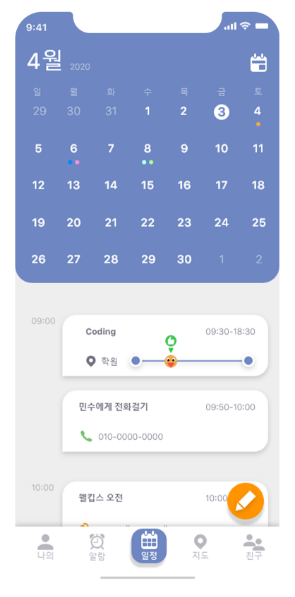 9:41
4월 2020
일 월 화 수 목 금 토
29 30 31 1 2 3 4
5 6 7 8 9 10 11
12 13 14 15 16 17 18
19 20 21 22 23 24 25
26 27 28 29 30 1 2
09:00
Coding 09:30-18:30
학원
민수에게 전화걸기 09:50-10:00
010-0000-0000
10:00
웰킵스 오전 10:00
나의 알람 일정 지도 친구